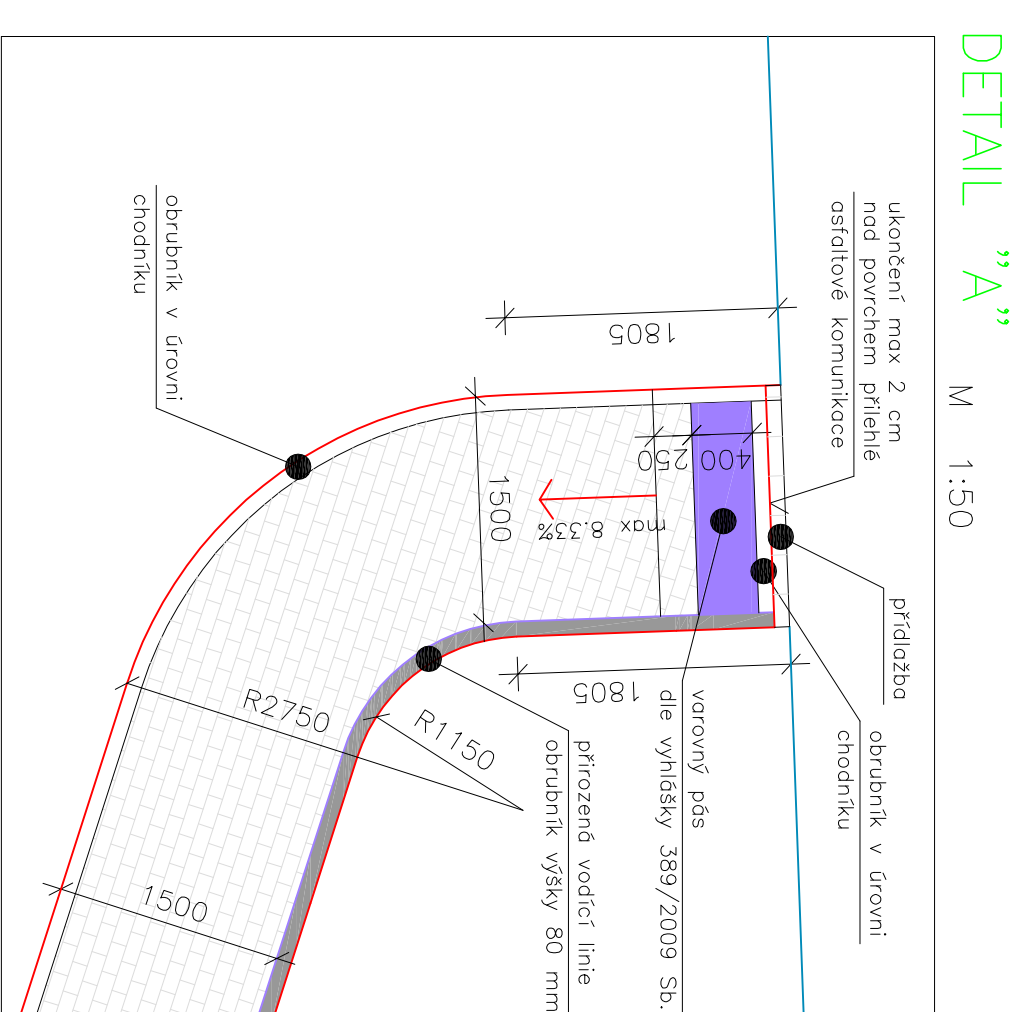 DETAIL „A”
M 1:50
ukončení max 2 cm
nad povrchem přilehlé
asfaltové komunikace
obrubník v úrovni
chodníku
1805
400
250
1500
max 8.33%
přídlažba
obrubník v úrovni
chodníku
1805
varovný pás
dle vyhlášky 389/2009 Sb.
přirozená vodící linie
obrubník výšky 80 mm
R2750
R1150
1500